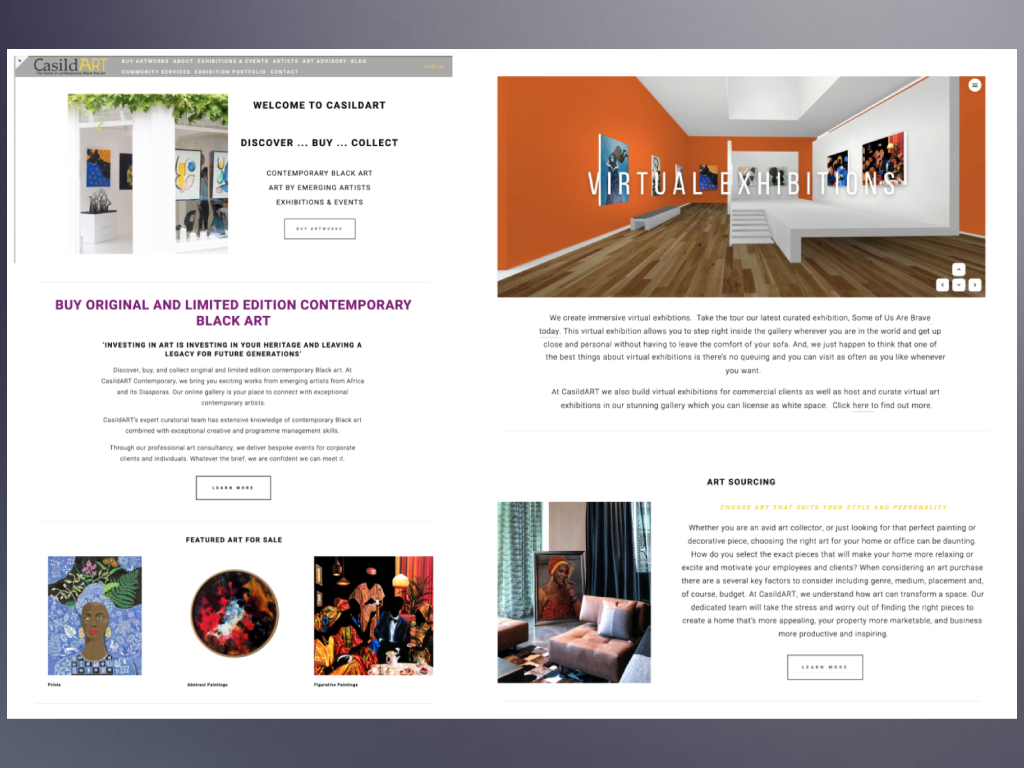 CasildART
The Home of Contemporary Black Fine Art
BUY ARTWORKS ABOUT EXHIBITIONS & EVENTS ARTISTS ART ADVISORY BLOG
COMMUNITY SERVICES EXHIBITION PORTFOLIO CONTACT
WELCOME TO CASILDART
DISCOVER ... BUY ... COLLECT
CONTEMPORARY BLACK ART
ART BY EMERGING ARTISTS
EXHIBITIONS & EVENTS
BUY ARTWORKS
BUY ORIGINAL AND LIMITED EDITION CONTEMPORARY
BLACK ART
'INVESTING IN ART IS INVESTING IN YOUR HERITAGE AND LEAVING A
LEGACY FOR FUTURE GENERATIONS'
Discover, buy, and collect original and limited edition contemporary Black art. At
CasildART Contemporary, we bring you exciting works from emerging artists from Africa
and its Diasporas. Our online gallery is your place to connect with exceptional
contemporary artists.
CasildART's expert curatorial team has extensive knowledge of contemporary Black art
combined with exceptional creative and programme management skills.
Through our professional art consultancy, we deliver bespoke events for corporate
clients and individuals. Whatever the brief, we are confident we can meet it.
LEARN MORE
FEATURED ART FOR SALE
Prints
Abstract Paintings
Figurative Paintings
VIRTUAL EXHIBITIONS
We create immersive virtual exhibtions. Take the tour our latest curated exhibition, Some of Us Are Brave
today. This virtual exhibition allows you to step right inside the gallery wherever you are in the world and get up
close and personal without having to leave the comfort of your sofa. And, we just happen to think that one of
the best things about virtual exhibitions is there's no queuing and you can visit as often as you like whenever
you want.
At CasildART we also build virtual exhibitions for commercial clients as well as host and curate virtual art
exhibitions in our stunning gallery which you can license as white space. Click here to find out more.
ART SOURCING
CHOOSE ART THAT SUITS YOUR STYLE AND PERSONALITY
Whether you are an avid art collector, or just looking for that perfect painting or
decorative piece, choosing the right art for your home or office can be daunting.
How do you select the exact pieces that will make your home more relaxing or
excite and motivate your employees and clients? When considering an art purchase
there are a several key factors to consider including genre, medium, placement and,
of course, budget. At CasildART, we understand how art can transform a space. Our
dedicated team will take the stress and worry out of finding the right pieces to
create a home that's more appealing, your property more marketable, and business
more productive and inspiring.
LEARN MORE